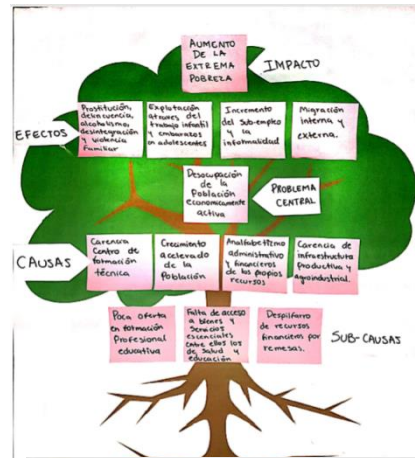 AUMENTO
DE LA
EXTREMA
POBREZA
IMPACTO
EFECTOS
Prostitución,
delincuencia,
alcoholismo,
desintegración
y violencia
familiar
Explotación
atraves del
trabajo infantil
y embarazos
en adolescentes
Incremento
del Sub-empleo
y la
informalidad
Migración
interna y
externa.
Desocupación
de la
Población
economicamente
activa
PROBLEMA
CENTRAL
CAUSAS
Carencia
Centro de
formación
técnica
Crecimiento
acelerado
de la
Población
Analfabetismo
administrativo
y financieros
de los propios
recursos
Carencia de
infraestructura
productiva y
agroindustrial.
Poca oferta
en formación
Profesional
educativa
Falta de acceso
a bienes y
Servicios
escenciales
entre ellos los
de Salud y
educación
Despilfarro
de recursos
financieros por
remesas.
SUB-CAUSAS